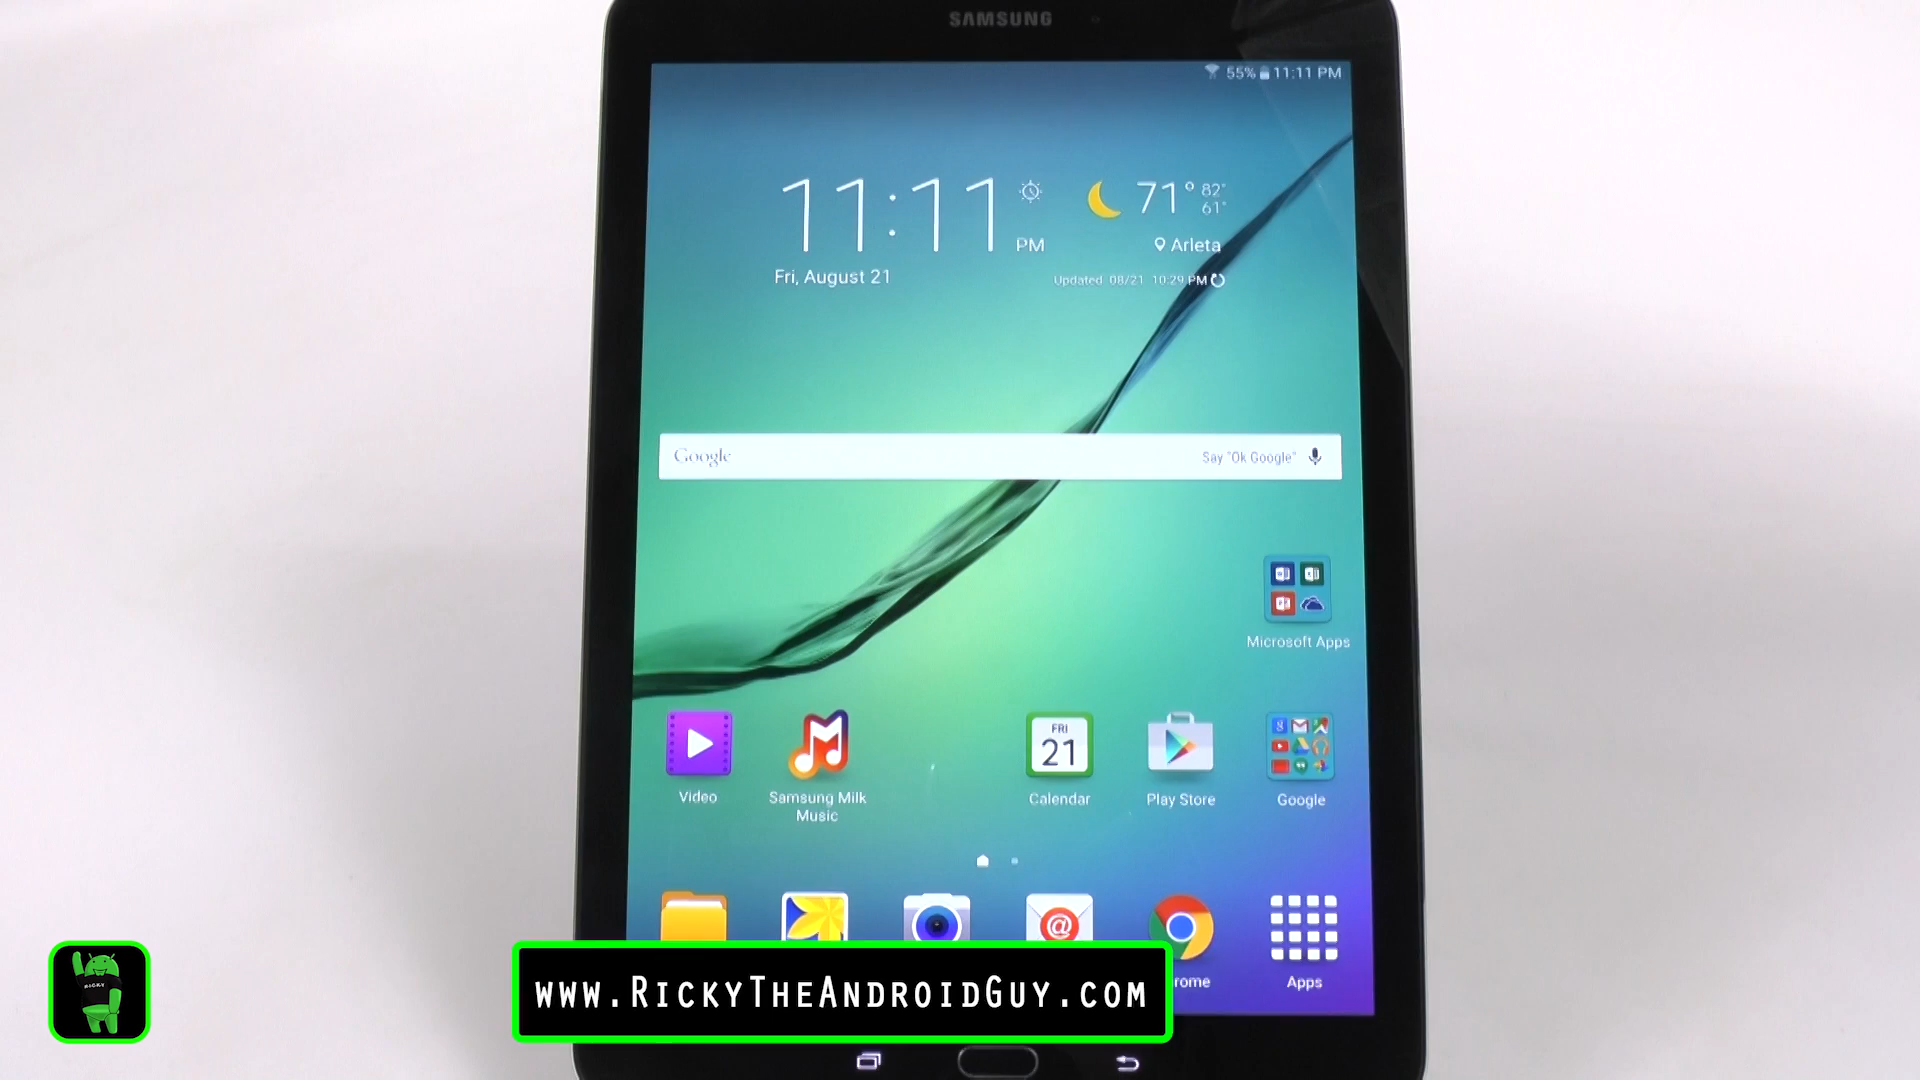 SAMSUNG
55% 11:11 PM
11:11 PM
71° 82°
61°
Arleta
Fri, August 21
Updated 08/21 10:29 PM
Google
Say "Ok Google"
Microsoft Apps
FRI
21
Video
Samsung Milk
Music
Calendar
Play Store
Google
@
rome
Apps
RICKY
www.RickyTheAndroidGuy.com